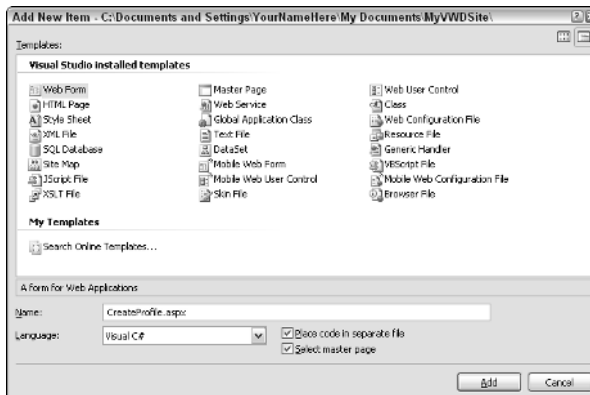 Add New Item - C:\Documents and Settings\YourNameHere\My Documents\MyVWDSite\
Templates:
Visual Studio installed templates
Web Form Master Page Web User Control
HTML Page Web Service Class
Style Sheet Global Application Class Web Configuration File
XML File Text File Resource File
SQL Database DataSet Generic Handler
Site Map Mobile Web Form VBScript File
JScript File Mobile Web User Control Mobile Web Configuration File
XSLT File Skin File Browser File
My Templates
Search Online Templates...
A form for Web Applications
Name: CreateProfile.aspx
Language: Visual C# Place code in separate file
Select master page
Add Cancel